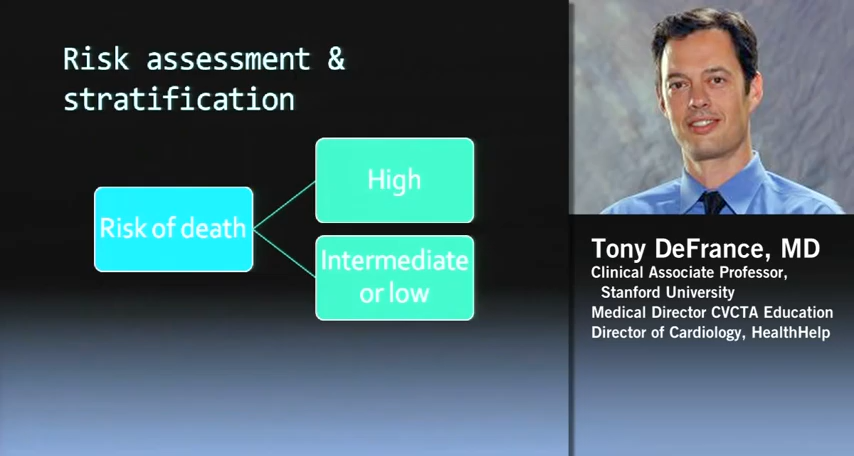 Risk assessment &
stratification
Risk of death
High
Intermediate
or low
Tony DeFrance, MD
Clinical Associate Professor,
Stanford University
Medical Director CVCTA Education
Director of Cardiology, HealthHelp